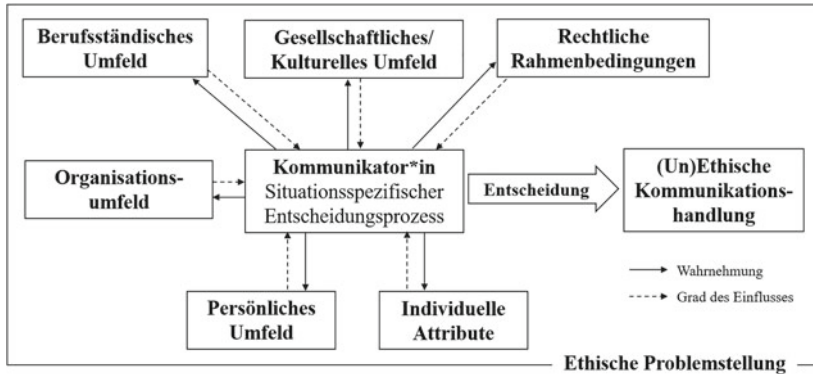 Berufsständisches
Umfeld
Gesellschaftliches/
Kulturelles Umfeld
Rechtliche
Rahmenbedingungen
Organisations-
umfeld
Kommunikator*in
Situationsspezifischer
Entscheidungsprozess
Entscheidung
(Un)Ethische
Kommunikations-
handlung
Wahrnehmung
Grad des Einflusses
Persönliches
Umfeld
Individuelle
Attribute
Ethische Problemstellung